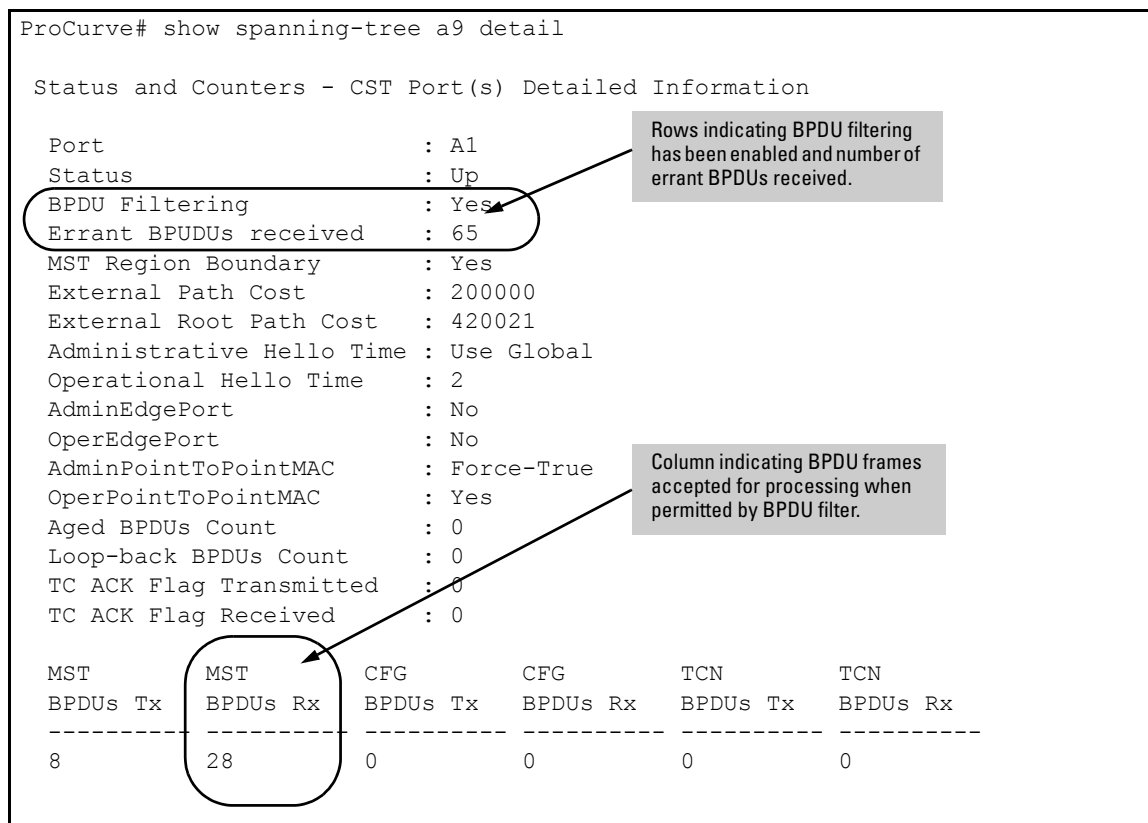 ProCurve# show spanning-tree a9 detail
Status and Counters - CST Port(s) Detailed Information
Rows indicating BPDU filtering
has been enabled and number of
errant BPDUs received.
Port : A1
Status : Up
BPDU Filtering : Yes
Errant BPUDUs received : 65
MST Region Boundary : Yes
External Path Cost : 200000
External Root Path Cost : 420021
Administrative Hello Time : Use Global
Operational Hello Time : 2
AdminEdgePort : No
OperEdgePort : No
AdminPointToPointMAC : Force-True
OperPointToPointMAC : Yes
Aged BPDUs Count : 0
Loop-back BPDUs Count : 0
TC ACK Flag Transmitted : 0
TC ACK Flag Received : 0
Column indicating BPDU frames
accepted for processing when
permitted by BPDU filter.
MST MST CFG CFG TCN TCN
BPDUs Tx BPDUs Rx BPDUs Tx BPDUs Rx BPDUs Tx BPDUs Rx
---------- ---------- ---------- ---------- ---------- ----------
8 28 0 0 0 0